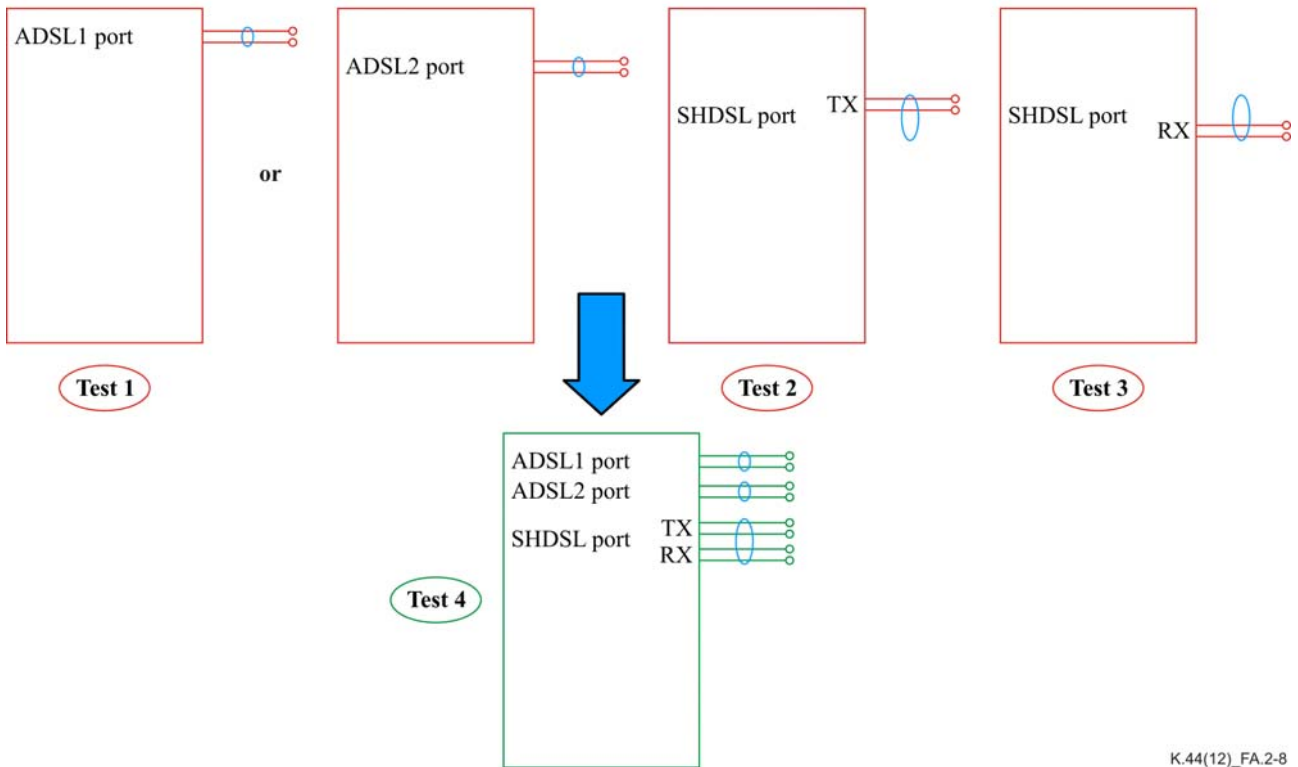 ADSL1 port
or
ADSL2 port
SHDSL port
TX
SHDSL port
RX
Test 1
Test 2
Test 3
ADSL1 port
ADSL2 port
SHDSL port
TX
RX
Test 4
K.44(12)_FA.2-8